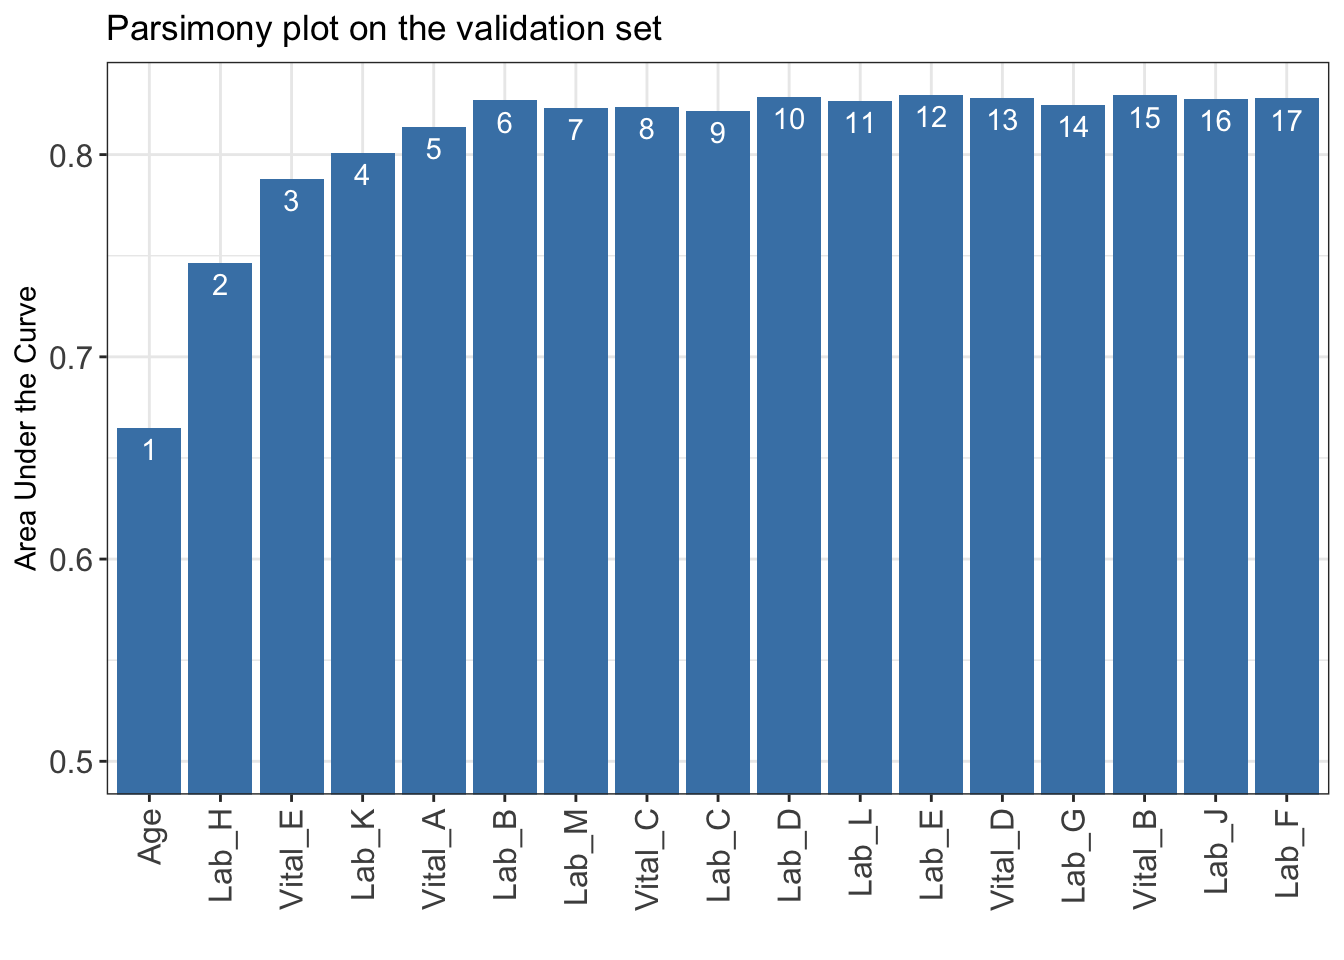 Parsimony plot on the validation set
Area Under the Curve
0.8
0.7
0.6
0.5
1
2
3
4
5
6
7
8
9
10
11
12
13
14
15
16
17
Age
Lab_H
Vital_E
Lab_K
Vital_A
Lab_B
Lab_M
Vital_C
Lab_C
Lab_D
Lab_L
Lab_E
Vital_D
Lab_G
Vital_B
Lab_J
Lab_F